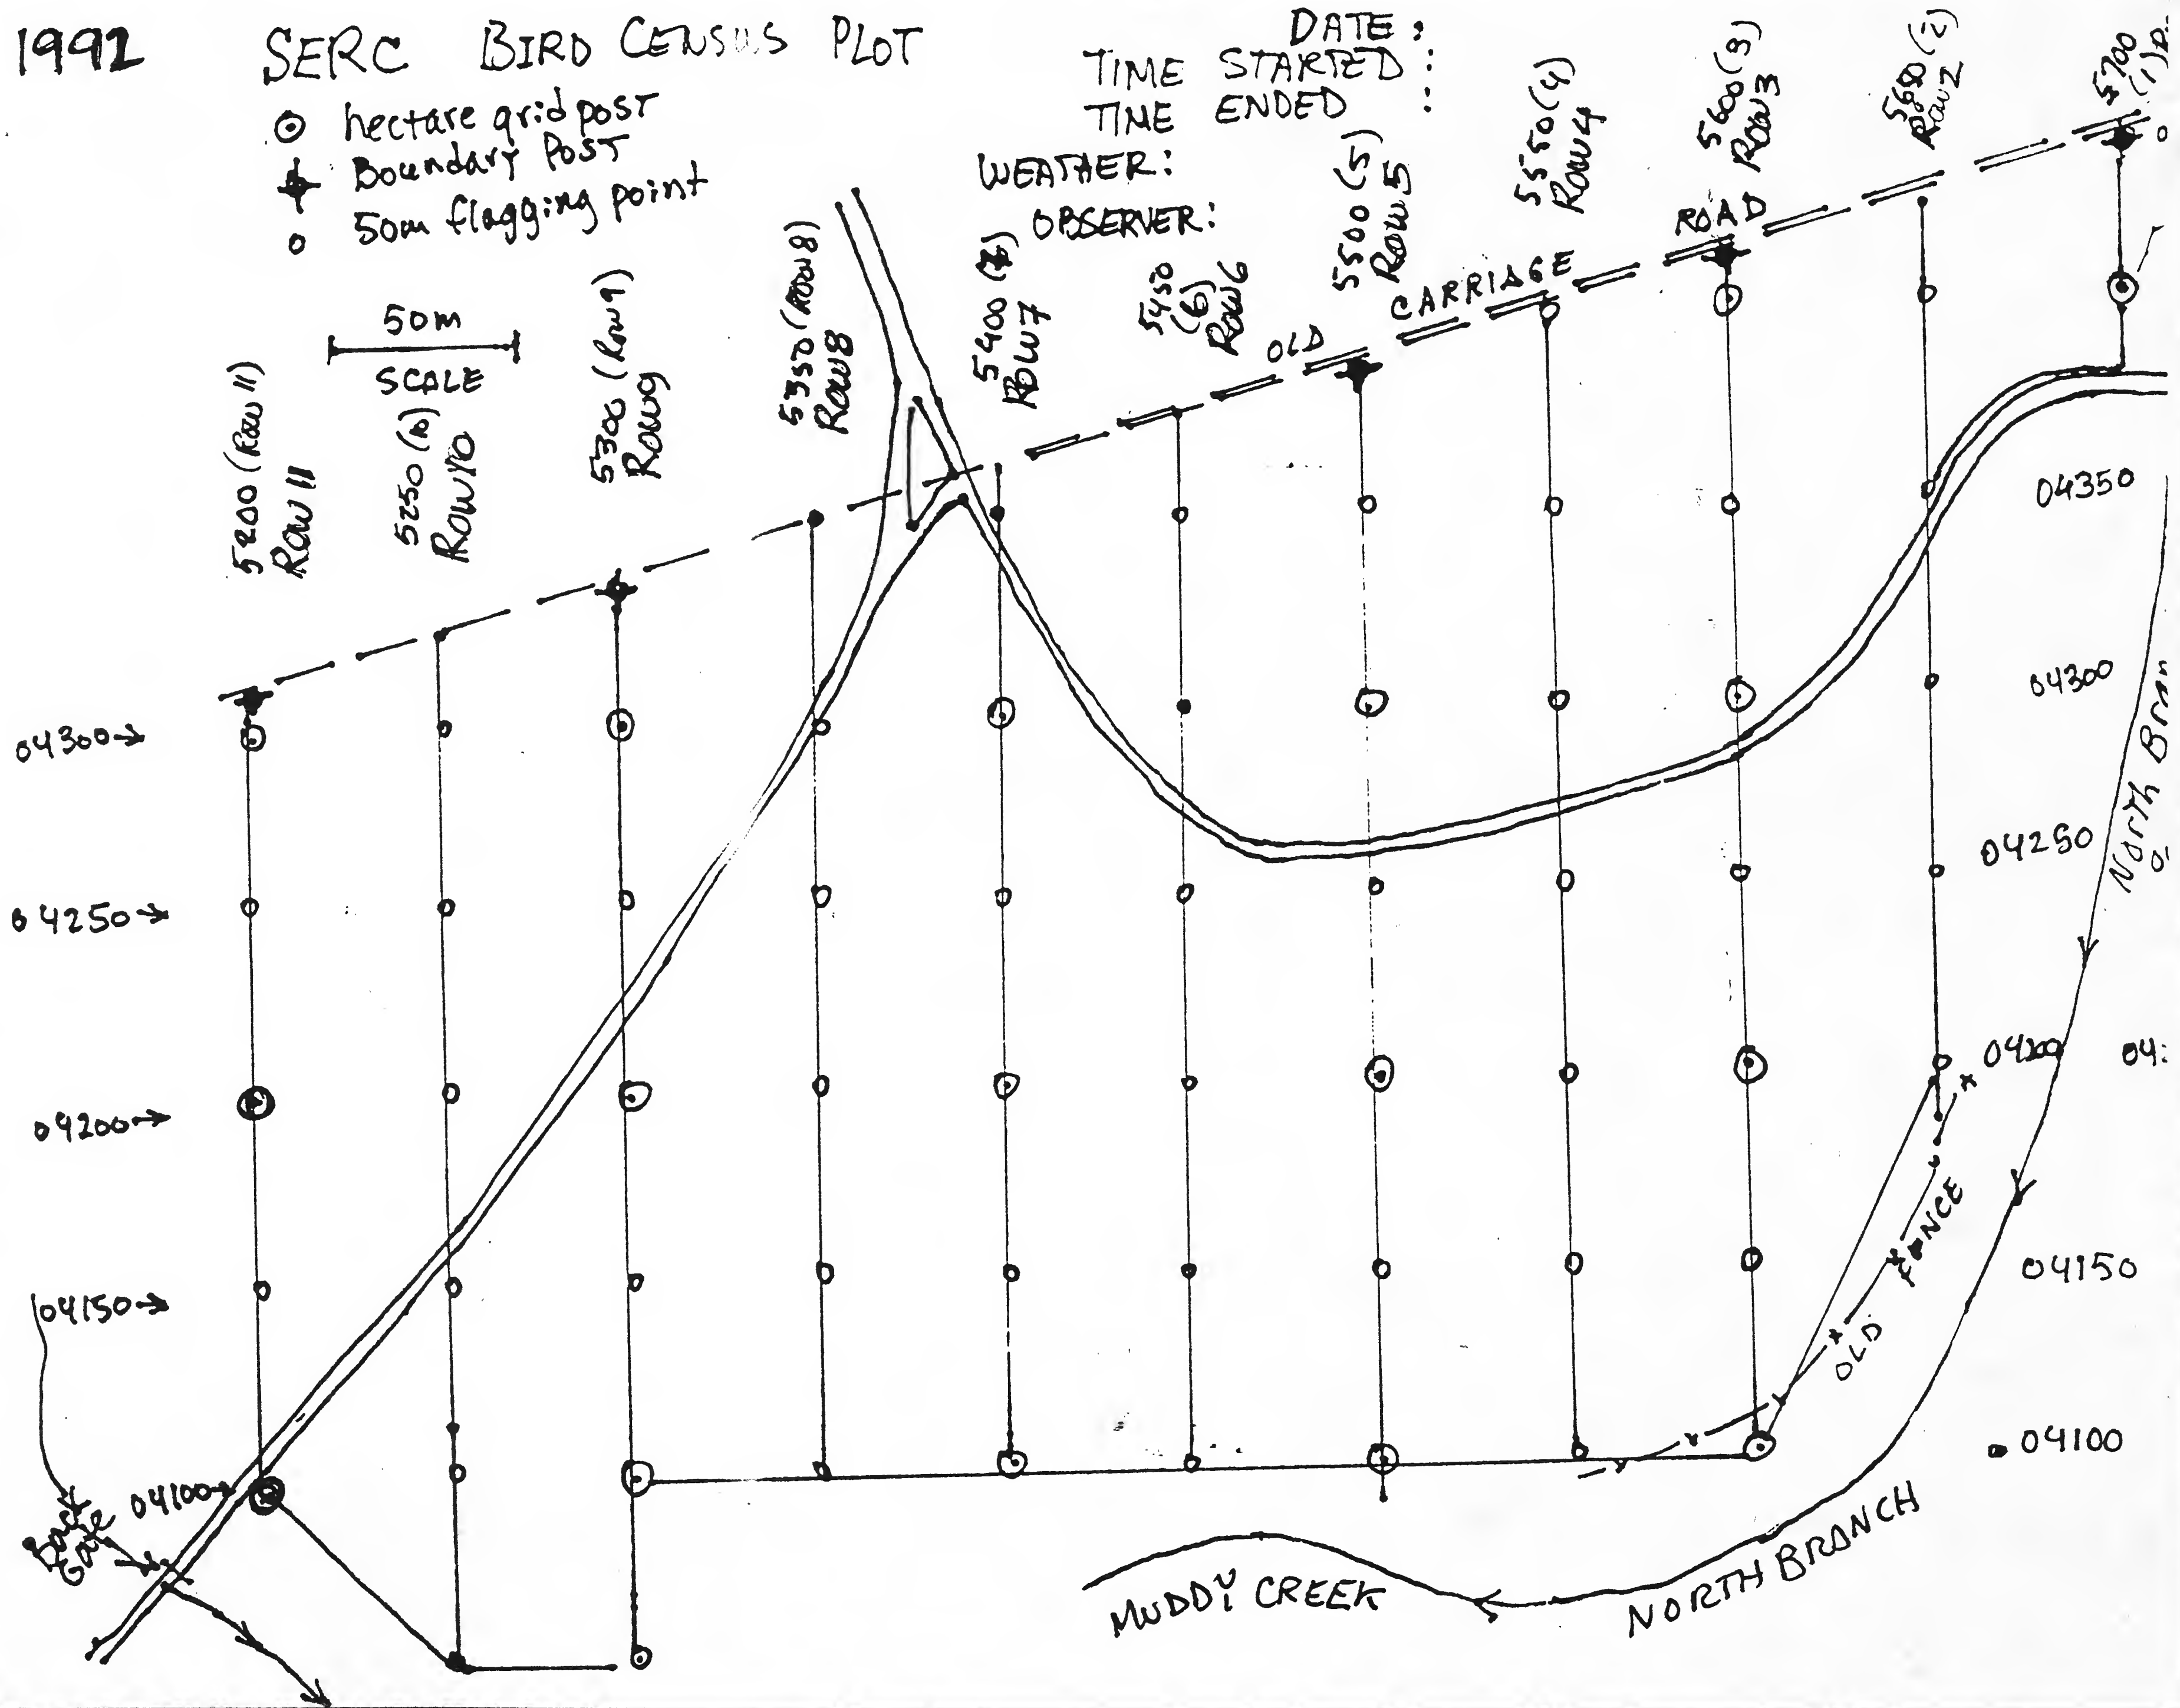 1992
SERC BIRD CENSUS PLOT
hectare grid post
Boundary Post
50m flagging point
DATE :
TIME STARTED :
TIME ENDED :
WEATHER:
OBSERVER:
50m
SCALE
5200 (Row 11)
Row 11
5250 (10)
Row 10
5300 (Row 9)
Row 9
5350 (Row 8)
Row 8
5400 (7)
Row 7
5450
(6)
Row 6
5500 (5)
Row 5
5550 (4)
Row 4
5600 (3)
Row 3
(2)
Row 2
5700
(1)
OLD CARRIAGE ROAD
04350
04300
04250
04200
04:
04150
04100
04300→
04250→
04200→
04150→
04100→
North Bran
OLD FENCE
Back
Gate
MUDDY CREEK
NORTH BRANCH